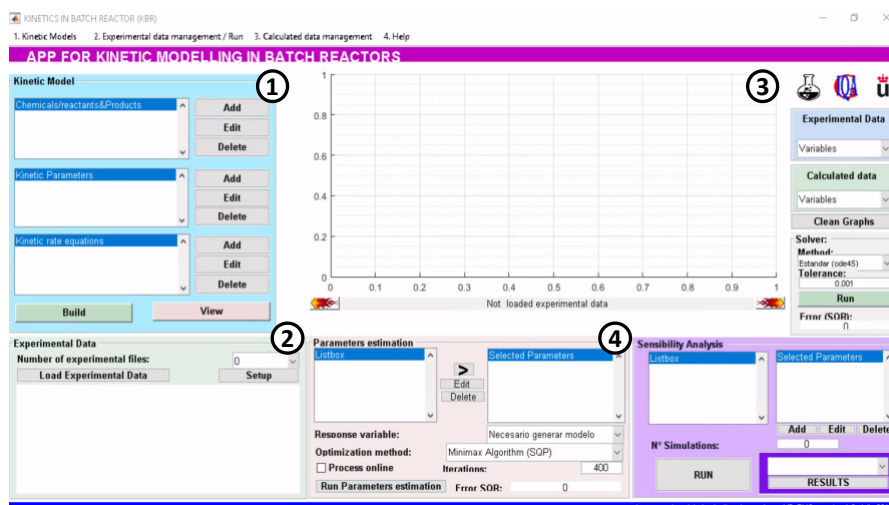 KINETICS IN BATCH REACTOR (KBR)
1. Kinetic Models 2. Experimental data management / Run 3. Calculated data management 4. Help
APP FOR KINETIC MODELLING IN BATCH REACTORS
Kinetic Model
1
Chemicals/reactants&Products
Add
Edit
Delete
Kinetic Parameters
Add
Edit
Delete
Kinetic rate equations
Add
Edit
Delete
Build View
1
0.8
0.6
0.4
0.2
0
0 0.1 0.2 0.3 0.4 0.5 0.6 0.7 0.8 0.9 1
Not loaded experimental data
3
Experimental Data
Variables
Calculated data
Variables
Clean Graphs
Solver:
Method:
Estandar (ode45)
Tolerance:
0.001
Run
Error (SQR):
0
Experimental Data
2
Number of experimental files: 0
Load Experimental Data Setup
Parameters estimation
4
Listbox
>
Edit
Delete
Selected Parameters
Response variable: Necesario generar modelo
Optimization method: Minimax Algorithm (SQP)
Process online Iterations: 400
Run Parameters estimation Error SQR: 0
Sensibility Analysis
Listbox
Selected Parameters
Add Edit Delete
Nº Simulations: 0
RUN
RESULTS